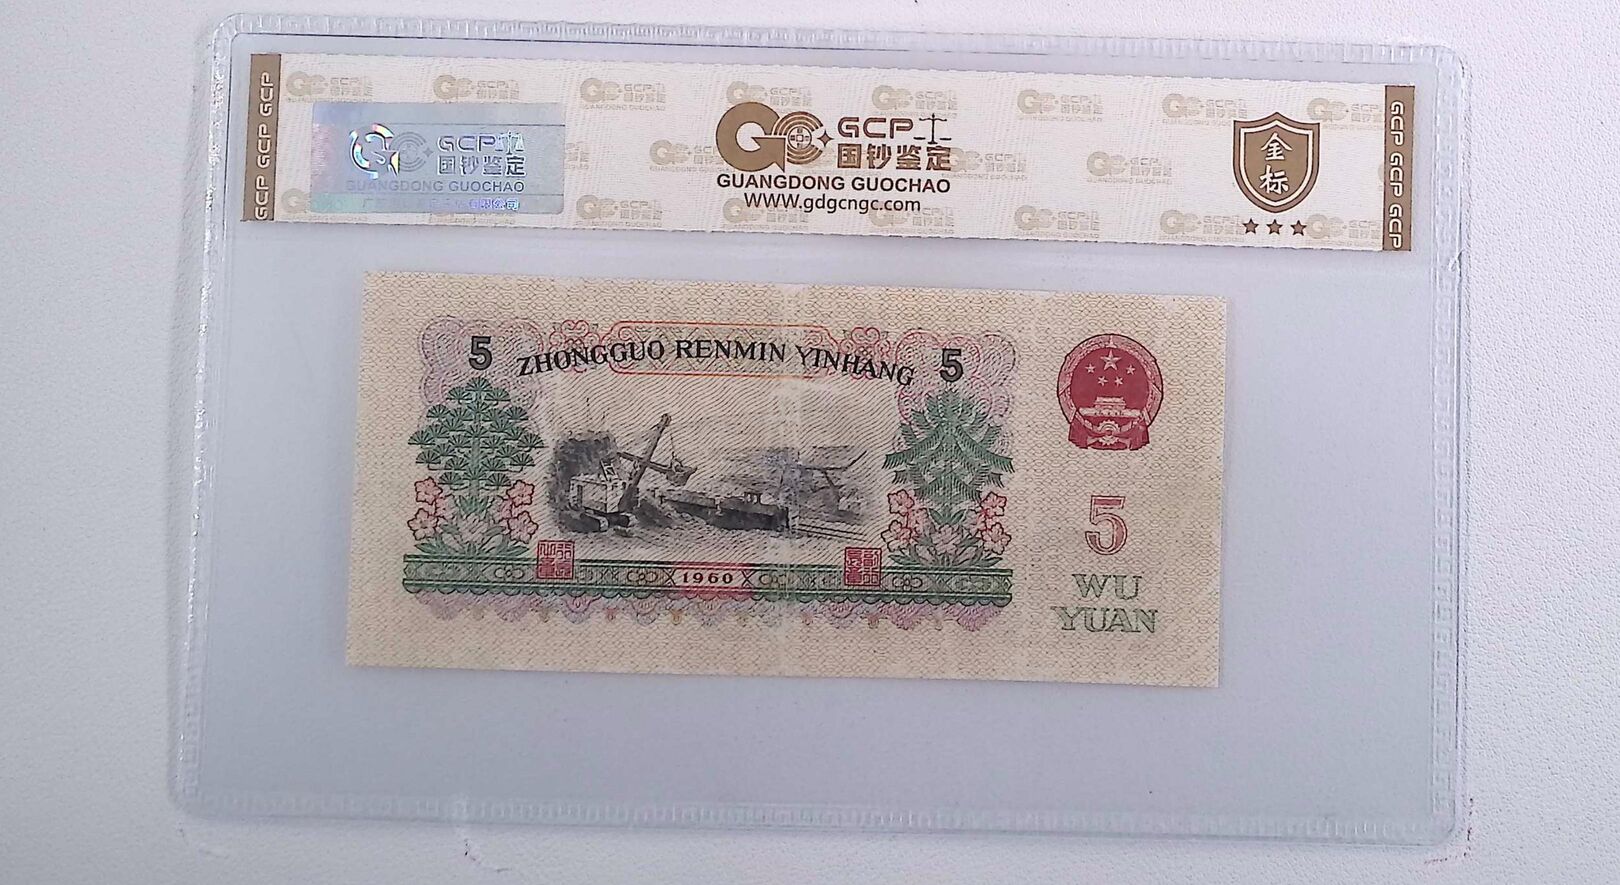 GCP GCP GCP
GCP
国钞鉴定
GUANGDONG GUOCHAO
GCP
国钞鉴定
GUANGDONG GUOCHAO
WWW.gdgcngc.com
金标
GCP GCP GCP
5 ZHONGGUO RENMIN YINHANG 5
1960
5
WU
YUAN